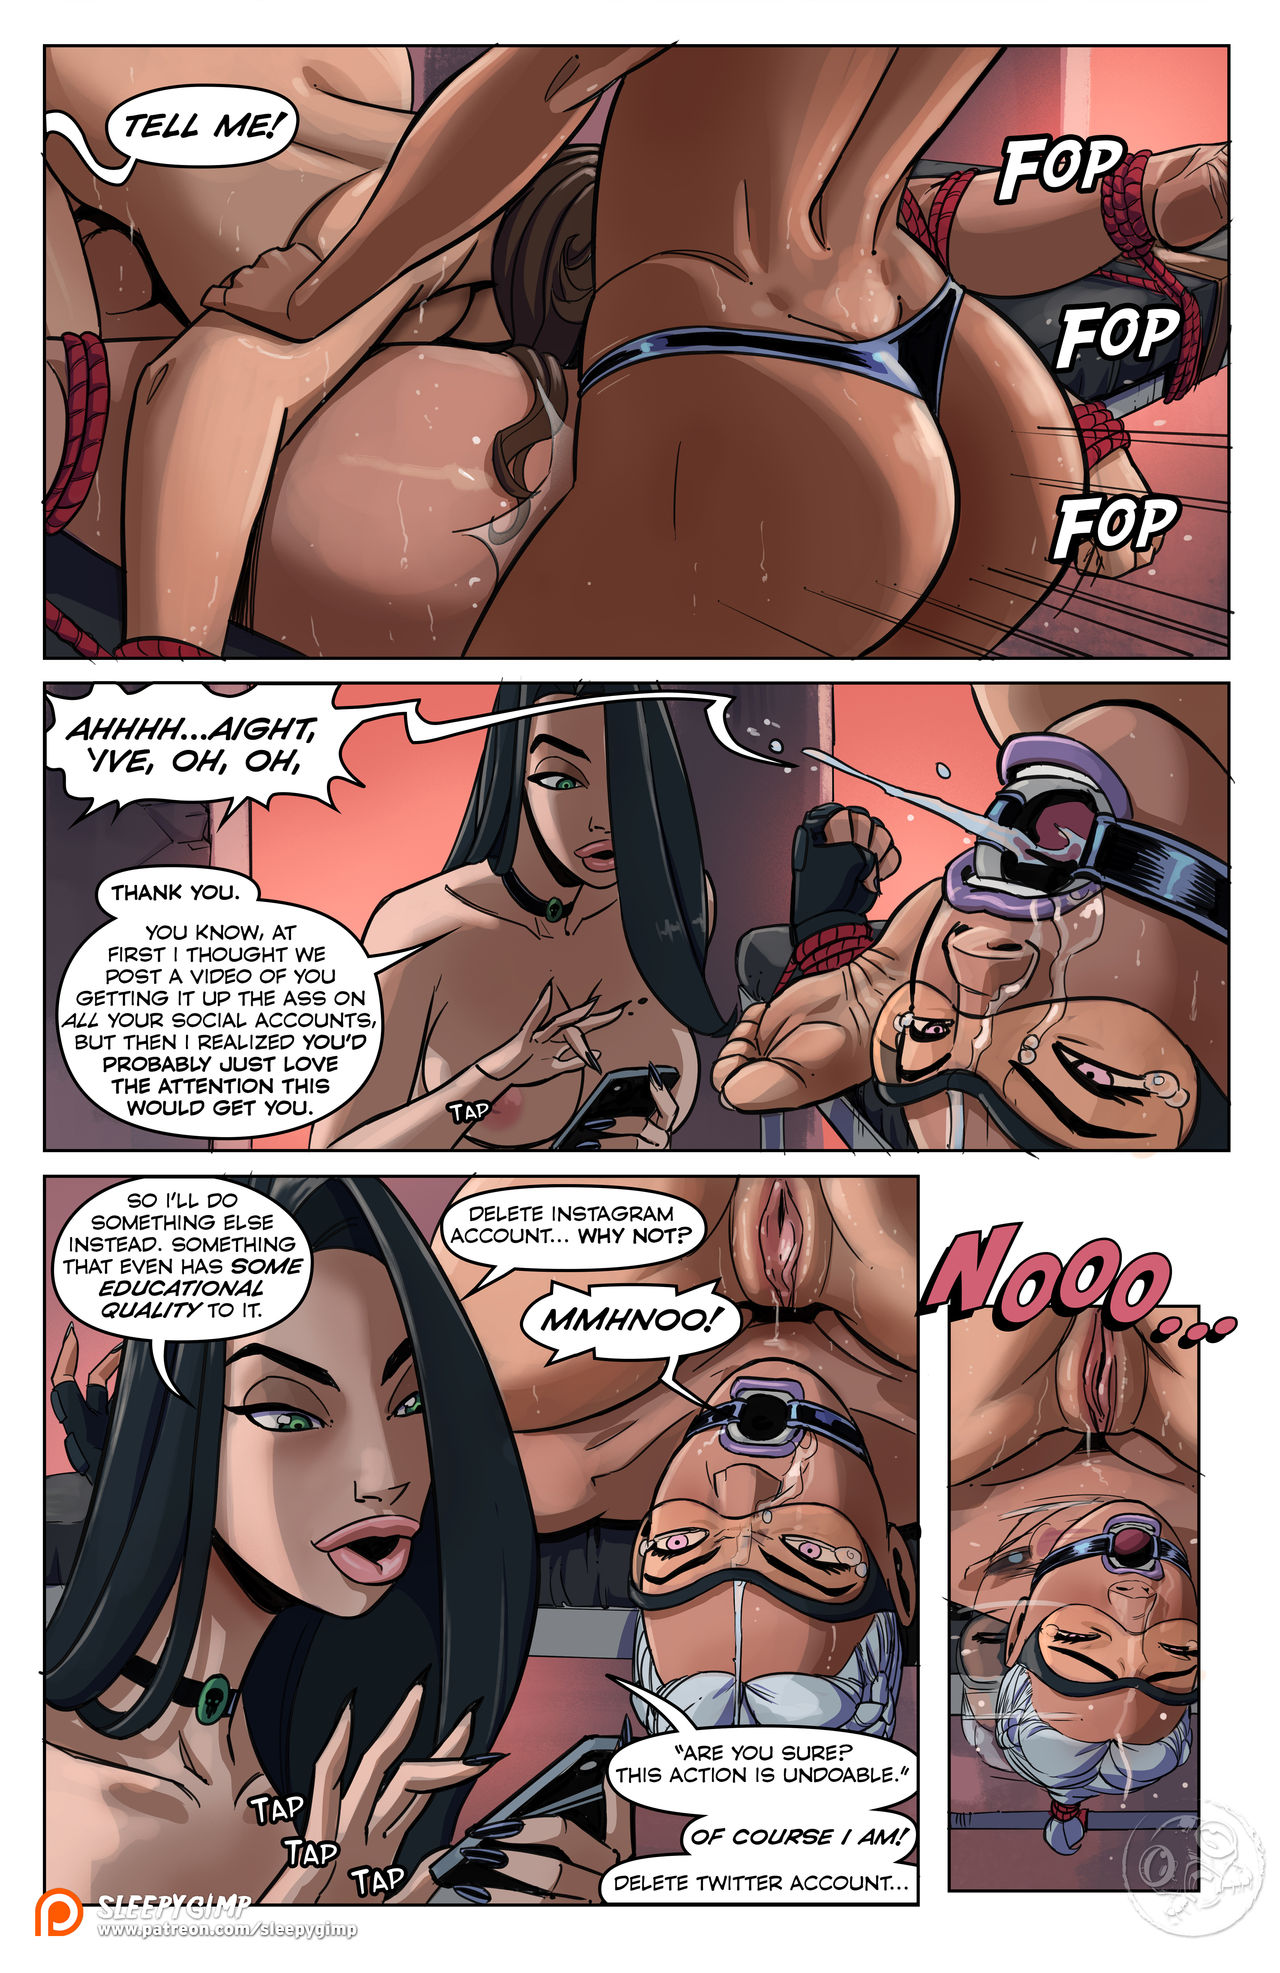 TELL ME!
FOP
FOP
FOP
AHHHH...AIGHT,
'IVE, OH, OH,
THANK YOU.
YOU KNOW, AT
FIRST I THOUGHT WE
POST A VIDEO OF YOU
GETTING IT UP THE ASS ON
ALL YOUR SOCIAL ACCOUNTS,
BUT THEN I REALIZED YOU'D
PROBABLY JUST LOVE
THE ATTENTION THIS
WOULD GET YOU.
TAP
SO I'LL DO
SOMETHING ELSE
INSTEAD. SOMETHING
THAT EVEN HAS SOME
EDUCATIONAL
QUALITY TO IT.
DELETE INSTAGRAM
ACCOUNT... WHY NOT?
MMHNOO!
"ARE YOU SURE?
THIS ACTION IS UNDOABLE."
OF COURSE I AM!
DELETE TWITTER ACCOUNT...
TAP
TAP
TAP
NOOO...
SLEEPYGIMP
www.patreon.com/sleepygimp